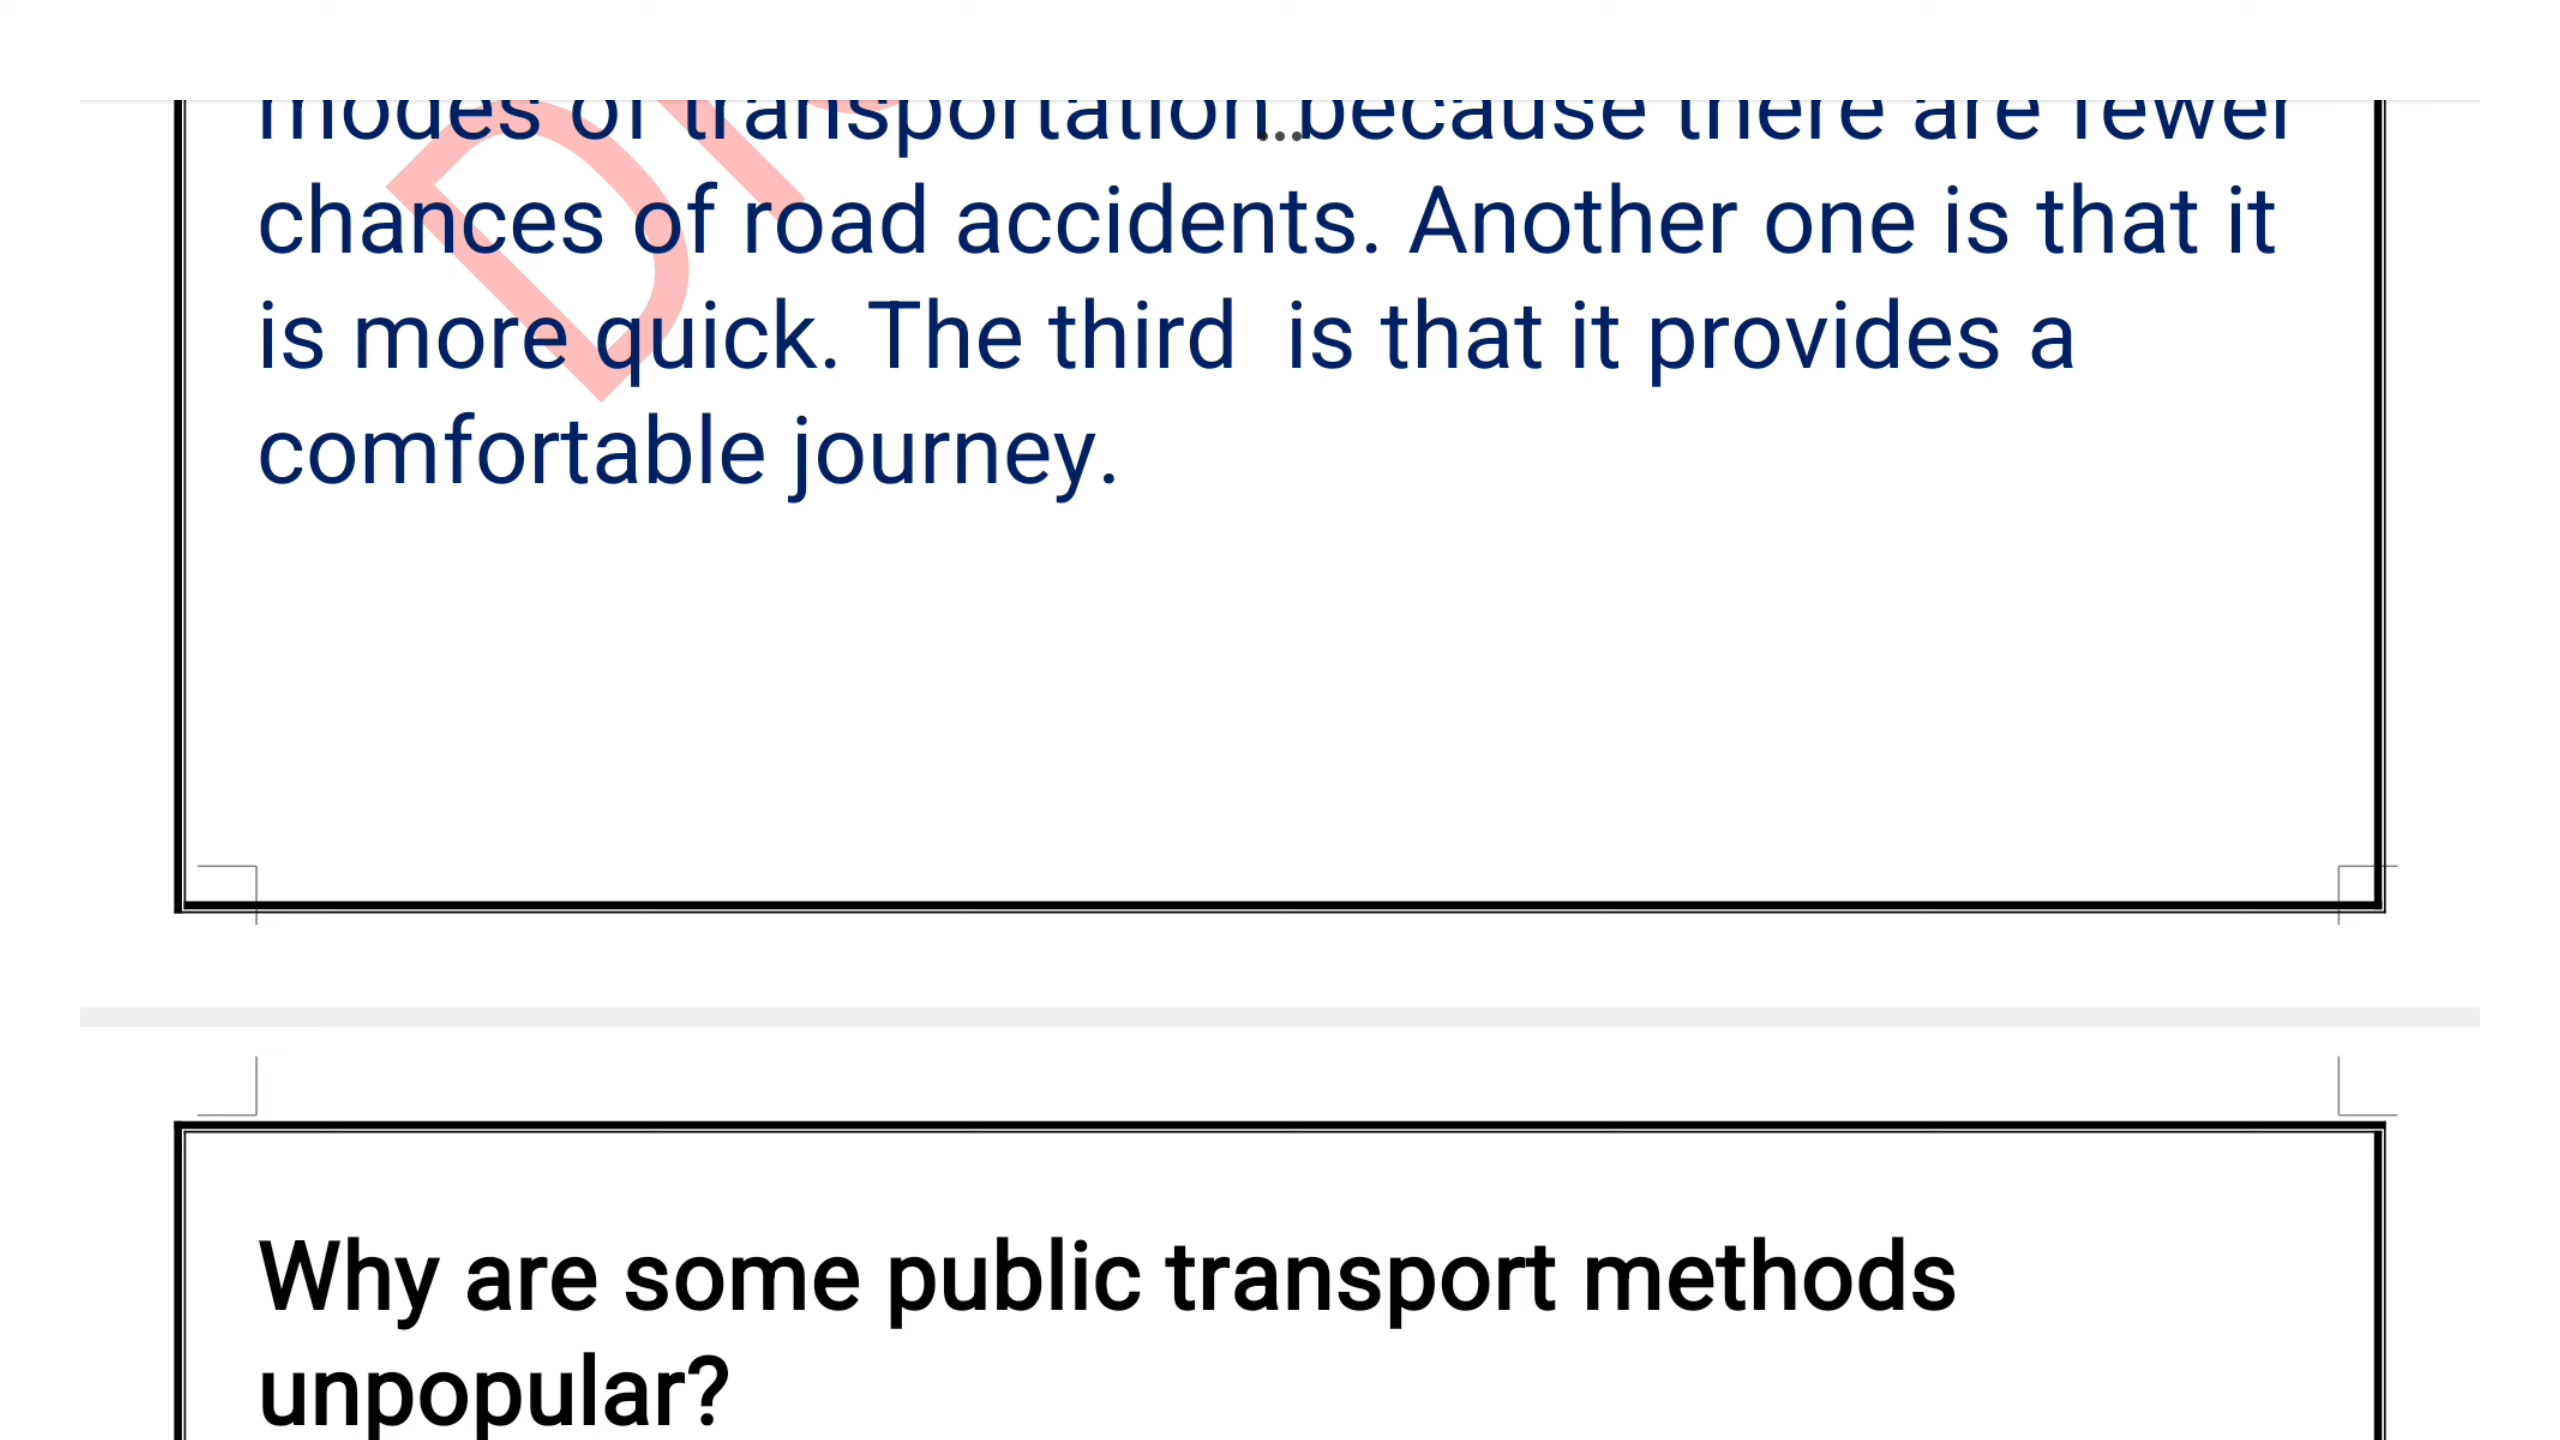 modes of transportation because there are fewer
chances of road accidents. Another one is that it
is more quick. The third  is that it provides a
comfortable journey.
Why are some public transport methods
unpopular?